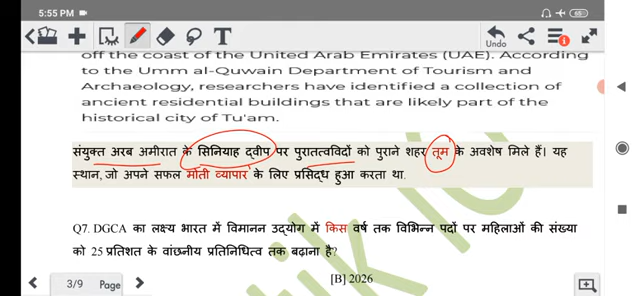 5:55 PM
65
Undo
off the coast of the United Arab Emirates (UAE). According
to the Umm al-Quwain Department of Tourism and
Archaeology, researchers have identified a collection of
ancient residential buildings that are likely part of the
historical city of Tu'am.
संयुक्त अरब अमीरात के सिनियाह द्वीप पर पुरातत्वविदों को पुराने शहर तूम के अवशेष मिले हैं। यह
स्थान, जो अपने सफल मोती व्यापार के लिए प्रसिद्ध हुआ करता था.
Q7. DGCA का लक्ष्य भारत में विमानन उद्योग में किस वर्ष तक विभिन्न पदों पर महिलाओं की संख्या
को 25 प्रतिशत के वांछनीय प्रतिनिधित्व तक बढ़ाना है?
[B] 2026
3/9 Page